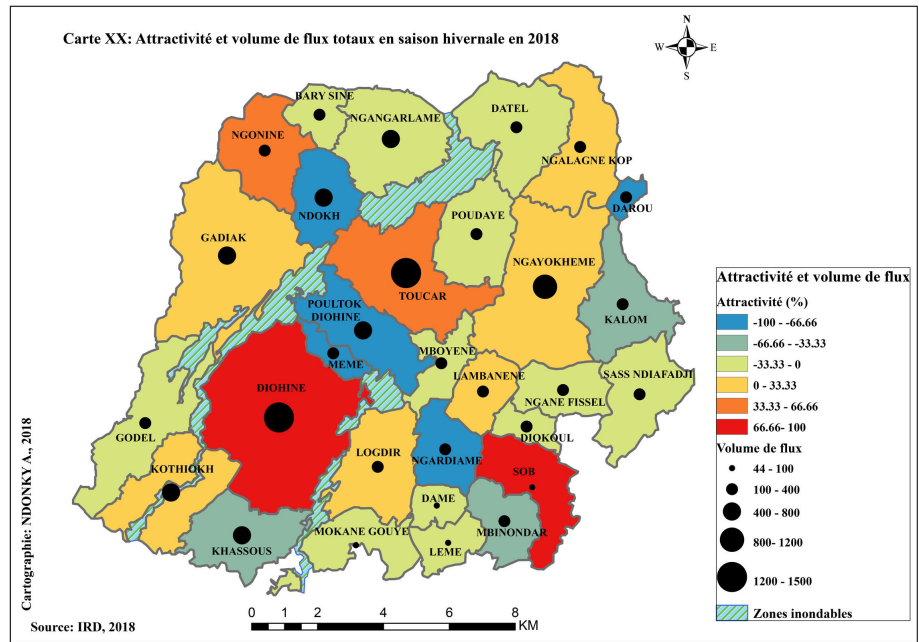 Carte XX: Attractivité et volume de flux totaux en saison hivernale en 2018
N
W E
S
BARY SINE
NGANGARLAME
DATEL
NGONINE
NGALAGNE KOP
NDOKH
DAROU
POUDAYE
GADIAK
NGAYOKHEME
TOUCAR
POULTOK
DIOHINE
KALOM
MEME
MBOYENE
LAMBANENE
SASS NDIAFADJI
DIOHINE
NGANE FISSEL
GODEL
DIOKOUL
LOGDIR
NGARDIAME
KOTHIOKH
SOB
DAME
MBINONDAR
MOKANE GOUYE
KHASSOUS
LEME
Attractivité et volume de flux
Attractivité (%)
-100 - -66.66
-66.66 - -33.33
-33.33 - 0
0 - 33.33
33.33 - 66.66
66.66- 100
Volume de flux
44 - 100
100 - 400
400 - 800
800- 1200
1200 - 1500
Zones inondables
Cartographie: NDONKY A., 2018
Source: IRD, 2018
0 2 4 6 8
KM